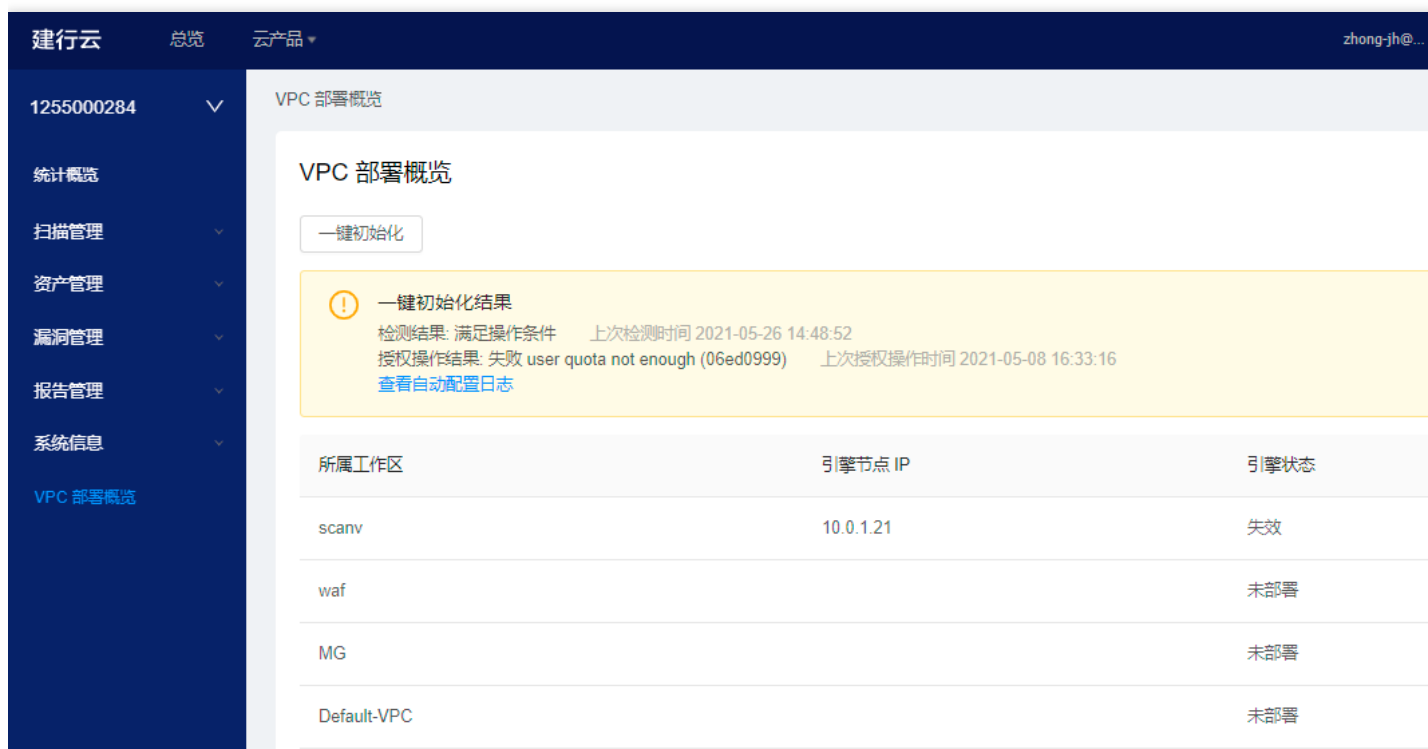 建行云 总览 云产品 zhong-jh@...
1255000284 VPC 部署概览
统计概览
扫描管理
资产管理
漏洞管理
报告管理
系统信息
VPC 部署概览
VPC 部署概览
一键初始化
一键初始化结果
检测结果: 满足操作条件 上次检测时间 2021-05-26 14:48:52
授权操作结果: 失败 user quota not enough (06ed0999) 上次授权操作时间 2021-05-08 16:33:16
查看自动配置日志
所属工作区 引擎节点 IP 引擎状态
scanv 10.0.1.21 失效
waf 未部署
MG 未部署
Default-VPC 未部署